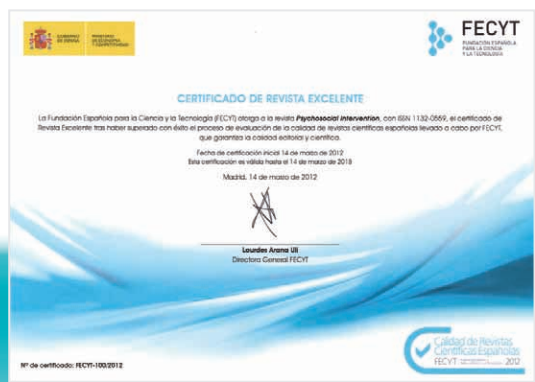 GOBIERNO
DE ESPAÑA
MINISTERIO
DE ECONOMÍA
Y COMPETITIVIDAD
FECYT
FUNDACIÓN ESPAÑOLA
PARA LA CIENCIA
Y LA TECNOLOGÍA
CERTIFICADO DE REVISTA EXCELENTE
La Fundación Española para la Ciencia y la Tecnología (FECYT) otorga a la revista Psychosocial Intervention, con ISSN 1132-0559, el certificado de
Revista Excelente tras haber superado con éxito el proceso de evaluación de la calidad de revistas científicas españolas llevado a cabo por FECYT,
que garantiza la calidad editorial y científica.
Fecha de certificación inicial 14 de marzo de 2012
Esta certificación es válida hasta el 14 de marzo de 2015
Madrid, 14 de marzo de 2012
Lourdes Arana Uli
Directora General FECYT
Calidad de Revistas
Científicas Españolas
FECYT 2012
Nº de certificado: FECYT-100/2012